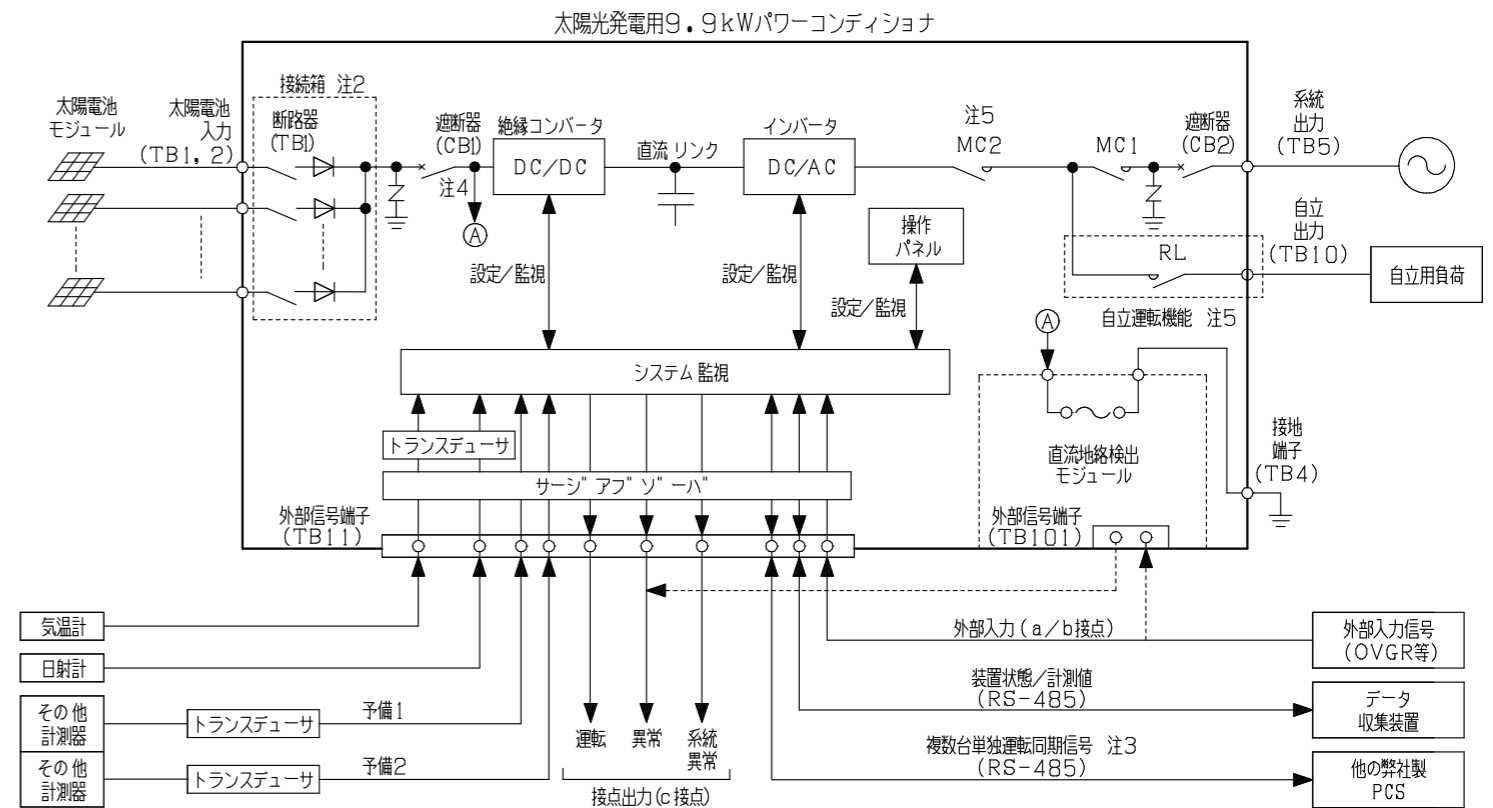 太陽光発電用9.9kWパワーコンディショナ
接続箱 注2
太陽電池
モジュール
太陽電池
入力
(TB1, 2)
断路器
(TB1)
遮断器
(CB1)
注4
絶縁コンバータ
DC/DC
直流 リンク
インバータ
DC/AC
注5
MC2
MC1
遮断器
(CB2)
系統
出力
(TB5)
A
操作
パネル
自立
出力
(TB10)
RL
自立用負荷
設定/監視
設定/監視
設定/監視
自立運転機能 注5
A
システム 監視
トランスデューサ
サージアブソーバ
直流地絡検出
モジュール
接地
端子
(TB4)
外部信号端子
(TB11)
外部信号端子
(TB101)
気温計
外部入力(a/b接点)
外部入力信号
(OVGR等)
日射計
装置状態/計測値
(RS-485)
データ
収集装置
その他
計測器
トランスデューサ
予備1
運転
異常
系統
異常
複数台単独運転同期信号 注3
(RS-485)
他の弊社製
PCS
その他
計測器
トランスデューサ
予備2
接点出力(c接点)